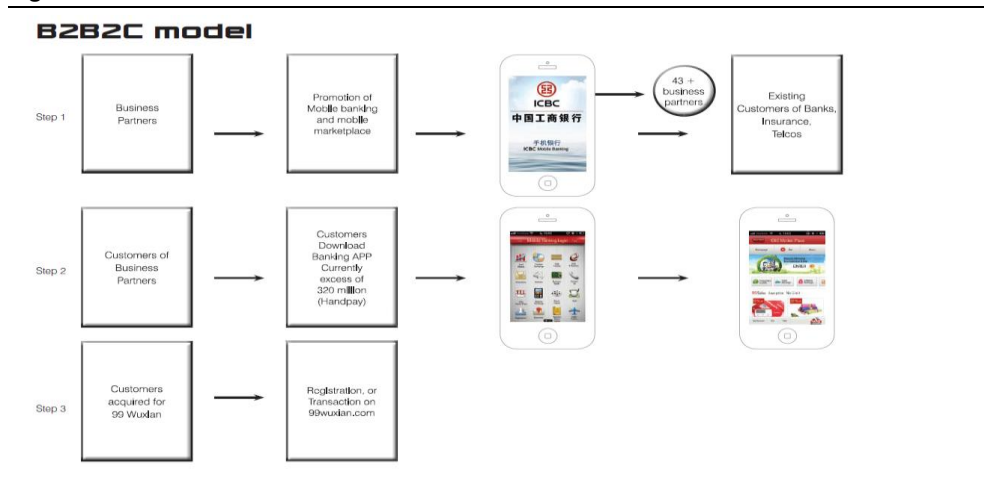 B2B2C model
Step 1
Business
Partners
Promotion of
Mobile banking
and mobile
marketplace
ICBC
中国工商银行
手机银行
ICBC Mobile Banking
43 +
business
partners
Existing
Customers of Banks,
Insurance,
Telcos
Step 2
Customers of
Business
Partners
Customers
Download
Banking APP
Currently
excess of
320 million
(Handpay)
Step 3
Customers
acquired for
99 Wuxian
Registration, or
Transaction on
99wuxian.com